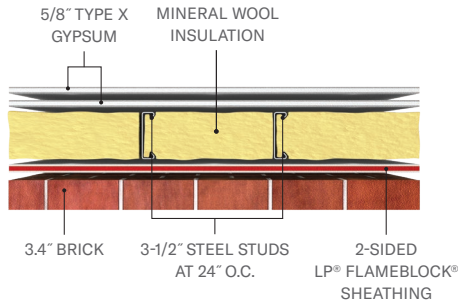 5/8″ TYPE X
GYPSUM
MINERAL WOOL
INSULATION
3.4″ BRICK
3-1/2″ STEEL STUDS
AT 24″ O.C.
2-SIDED
LP® FLAMEBLOCK®
SHEATHING